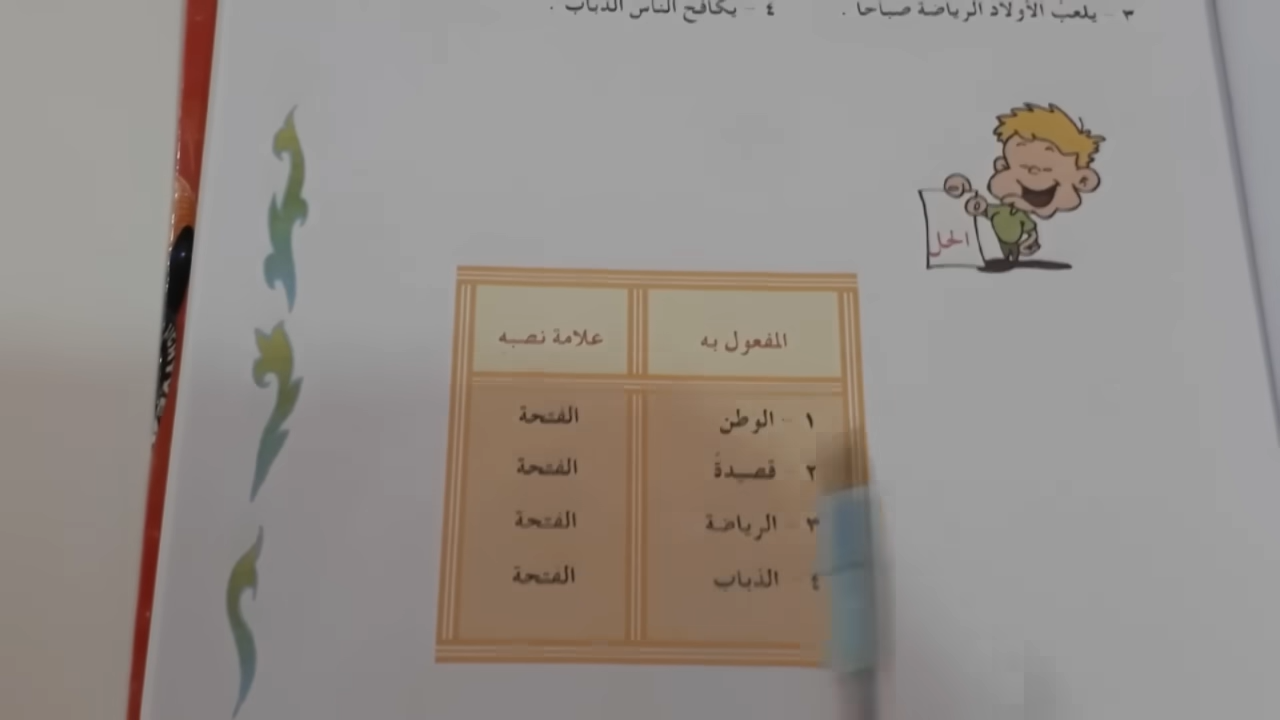 ٣ - يلعبُ الأولاد الرياضة صباحاً . ٤ - يكافح الناس الذباب .
الحل
المفعول به علامة نصبه
١ - الوطن الفتحة
٢ قصيدةً الفتحة
٣ الرياضة الفتحة
٤ الذباب الفتحة